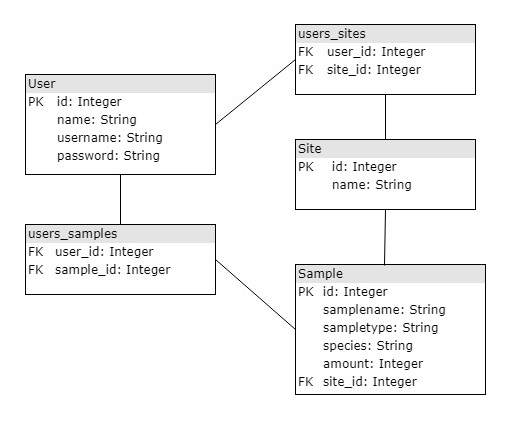 users_sites
FK user_id: Integer
FK site_id: Integer
User
PK id: Integer
name: String
username: String
password: String
Site
PK id: Integer
name: String
users_samples
FK user_id: Integer
FK sample_id: Integer
Sample
PK id: Integer
samplename: String
sampletype: String
species: String
amount: Integer
FK site_id: Integer